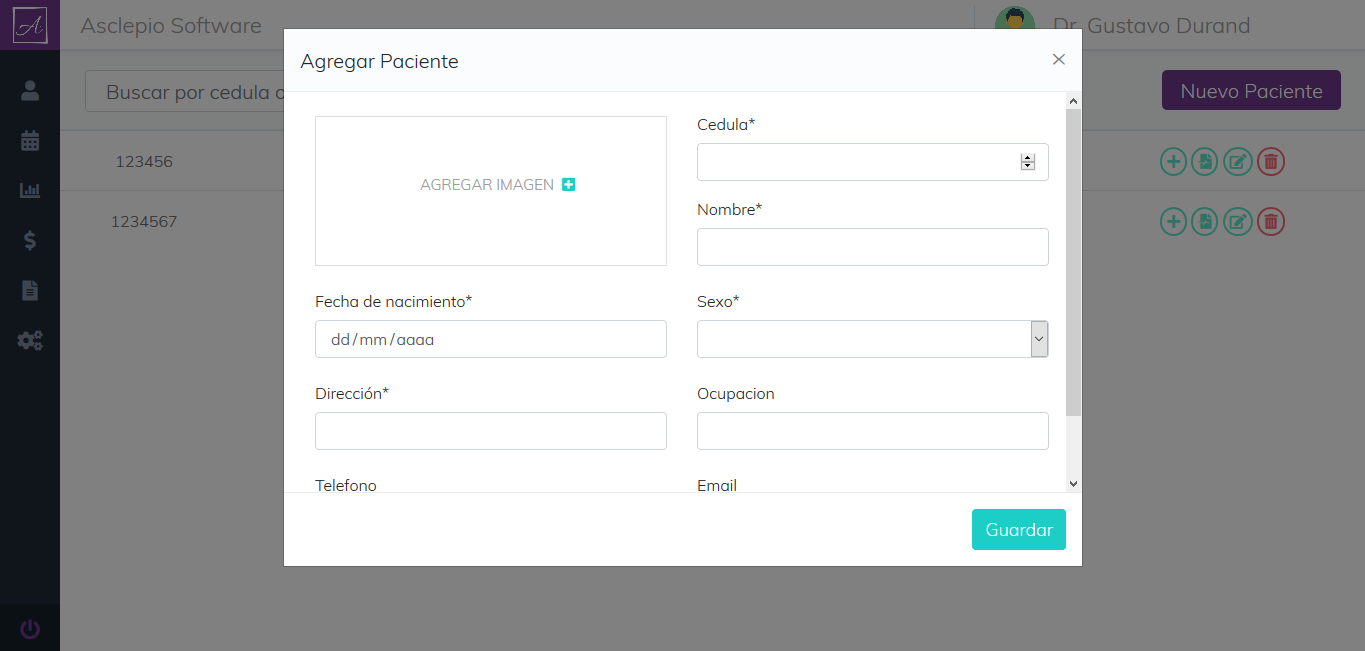 A
Asclepio Software
Dr. Gustavo Durand
Agregar Paciente
Buscar por cedula o
Nuevo Paciente
AGREGAR IMAGEN
Cedula*
123456
Nombre*
1234567
Fecha de nacimiento*
Sexo*
dd/mm/aaaa
Dirección*
Ocupacion
Telefono
Email
Guardar